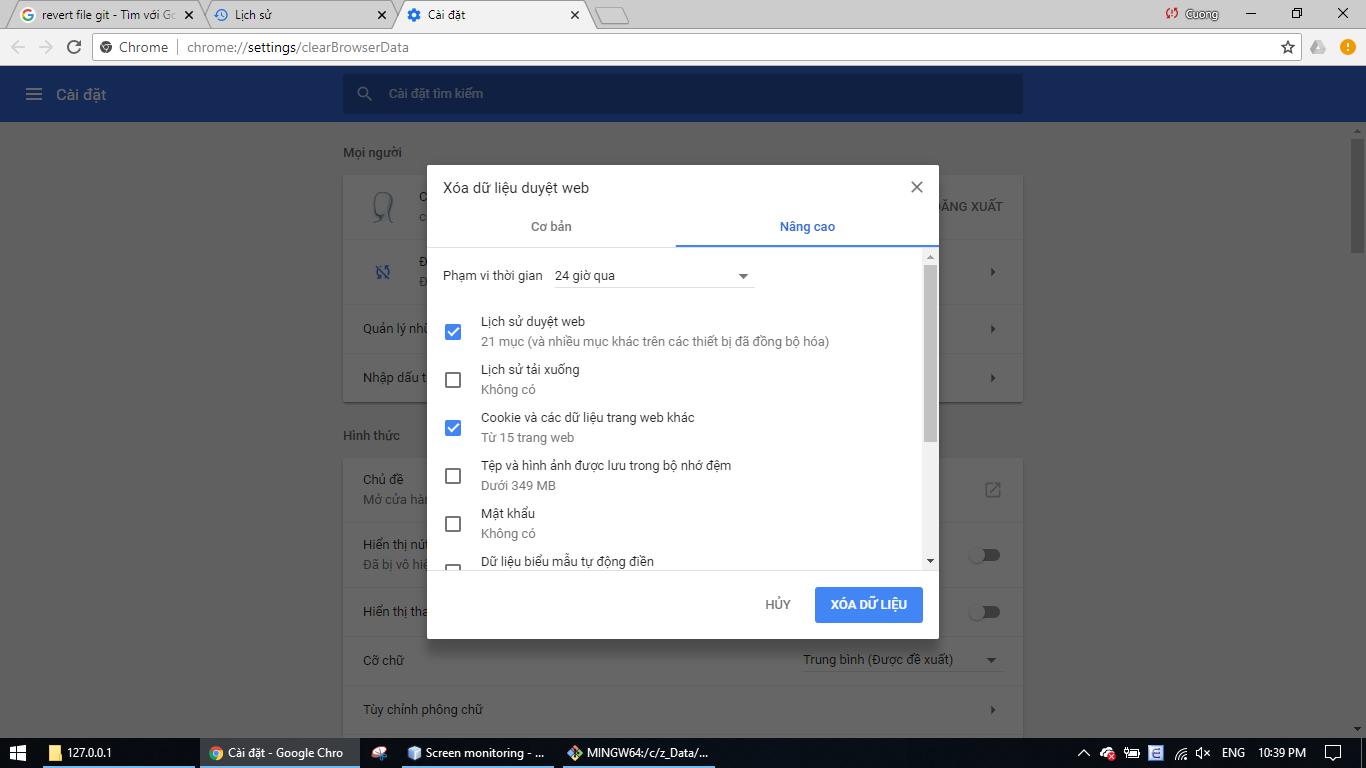 revert file git - Tìm với Go
Lịch sử
Cài đặt
Cuong
Chrome
chrome://settings/clearBrowserData
Cài đặt
Cài đặt tìm kiếm
Mọi người
C
ĐĂNG XUẤT
c
Đ
Đ
Quản lý nhữ
Nhập dấu t
Hình thức
Chủ đề
Mở cửa hàn
Hiển thị nút
Đã bị vô hiệ
Hiển thị tha
Cỡ chữ
Trung bình (Được đề xuất)
Tùy chỉnh phông chữ
Xóa dữ liệu duyệt web
Cơ bản
Nâng cao
Phạm vi thời gian
24 giờ qua
Lịch sử duyệt web
21 mục (và nhiều mục khác trên các thiết bị đã đồng bộ hóa)
Lịch sử tải xuống
Không có
Cookie và các dữ liệu trang web khác
Từ 15 trang web
Tệp và hình ảnh được lưu trong bộ nhớ đệm
Dưới 349 MB
Mật khẩu
Không có
Dữ liệu biểu mẫu tự động điền
HỦY
XÓA DỮ LIỆU
127.0.0.1
Cài đặt - Google Chro
Screen monitoring - ...
MINGW64:/c/z_Data/...
ENG
10:39 PM